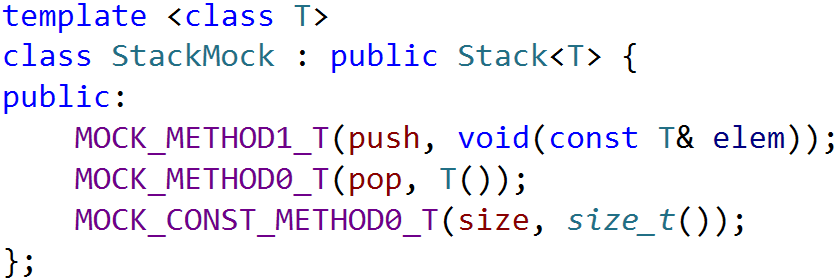 template <class T>
class StackMock : public Stack<T> {
public:
    MOCK_METHOD1_T(push, void(const T& elem));
    MOCK_METHOD0_T(pop, T());
    MOCK_CONST_METHOD0_T(size, size_t());
};